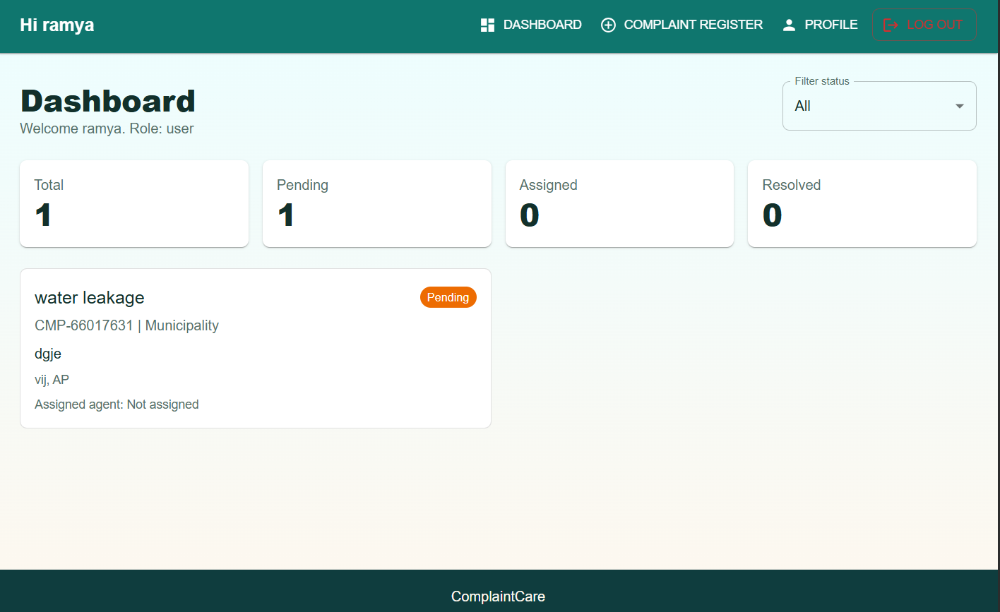 Hi ramya
DASHBOARD
COMPLAINT REGISTER
PROFILE
LOG OUT
Dashboard
Welcome ramya. Role: user
Filter status
All
Total
1
Pending
1
Assigned
0
Resolved
0
water leakage
Pending
CMP-66017631 | Municipality
dgje
vij, AP
Assigned agent: Not assigned
ComplaintCare